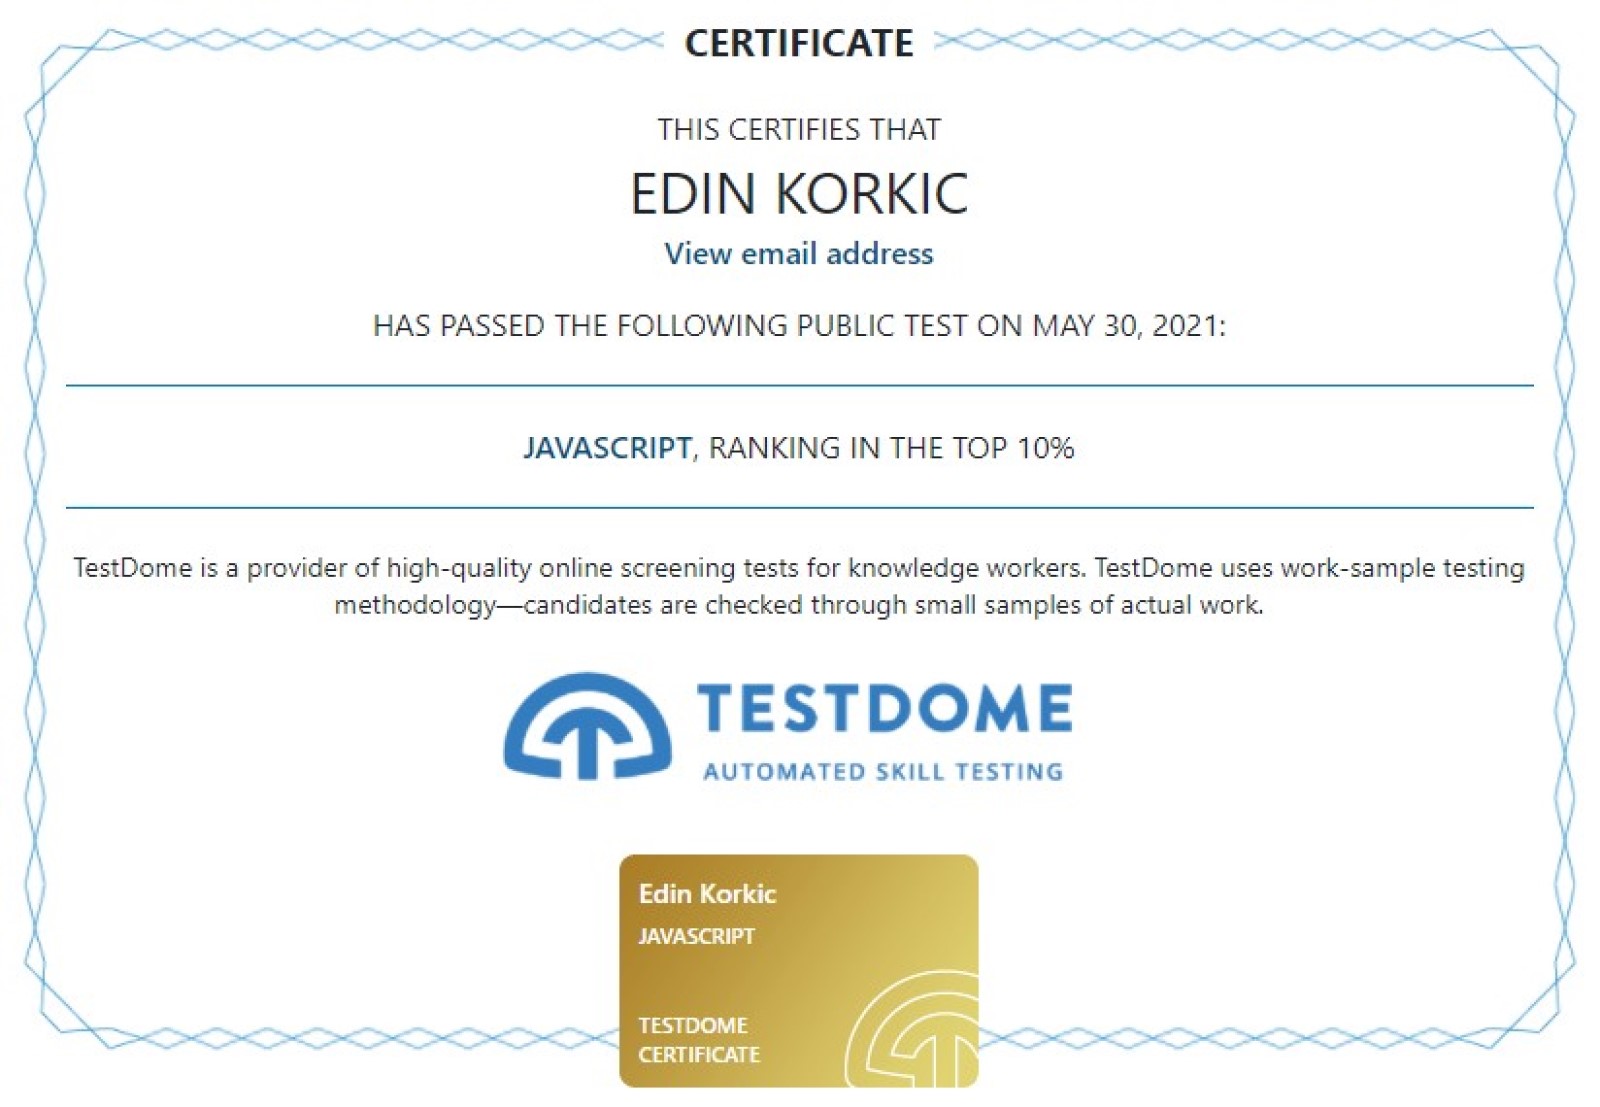 CERTIFICATE
THIS CERTIFIES THAT
EDIN KORKIC
View email address
HAS PASSED THE FOLLOWING PUBLIC TEST ON MAY 30, 2021:
JAVASCRIPT, RANKING IN THE TOP 10%
TestDome is a provider of high-quality online screening tests for knowledge workers. TestDome uses work-sample testing
methodology—candidates are checked through small samples of actual work.
TESTDOME
AUTOMATED SKILL TESTING
Edin Korkic
JAVASCRIPT
TESTDOME
CERTIFICATE